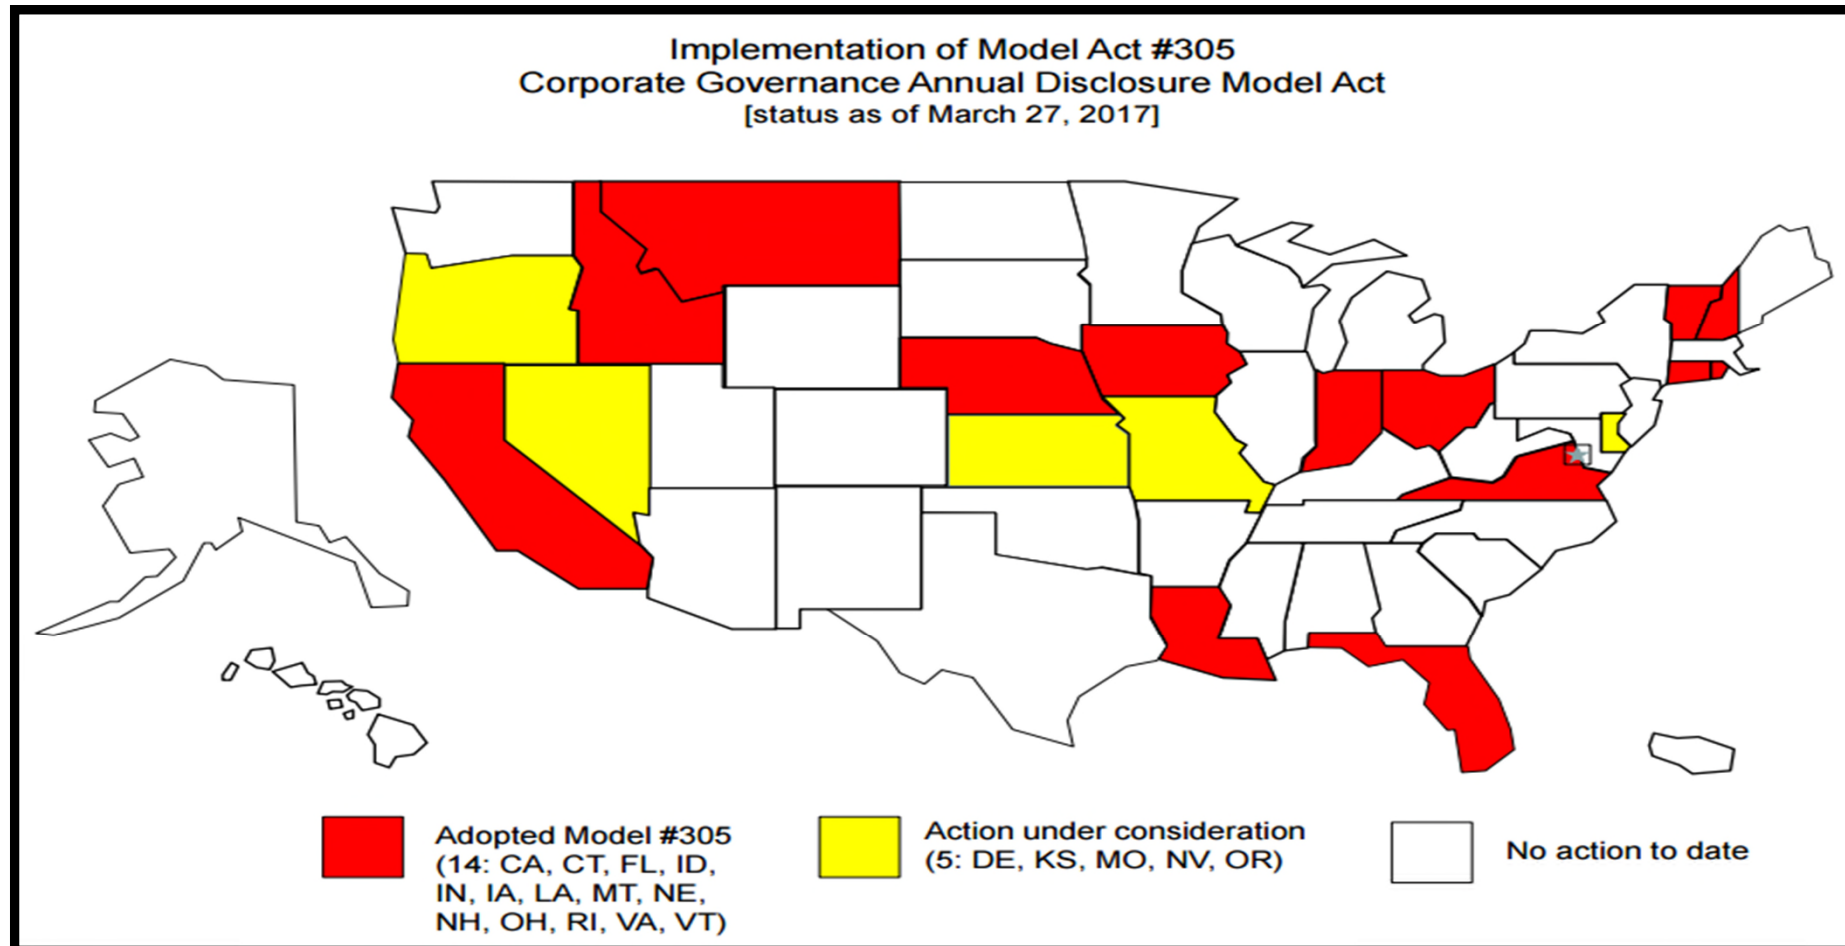 Implementation of Model Act #305
Corporate Governance Annual Disclosure Model Act
[status as of March 27, 2017]
Adopted Model #305
(14: CA, CT, FL, ID,
IN, IA, LA, MT, NE,
NH, OH, RI, VA, VT)
Action under consideration
(5: DE, KS, MO, NV, OR)
No action to date